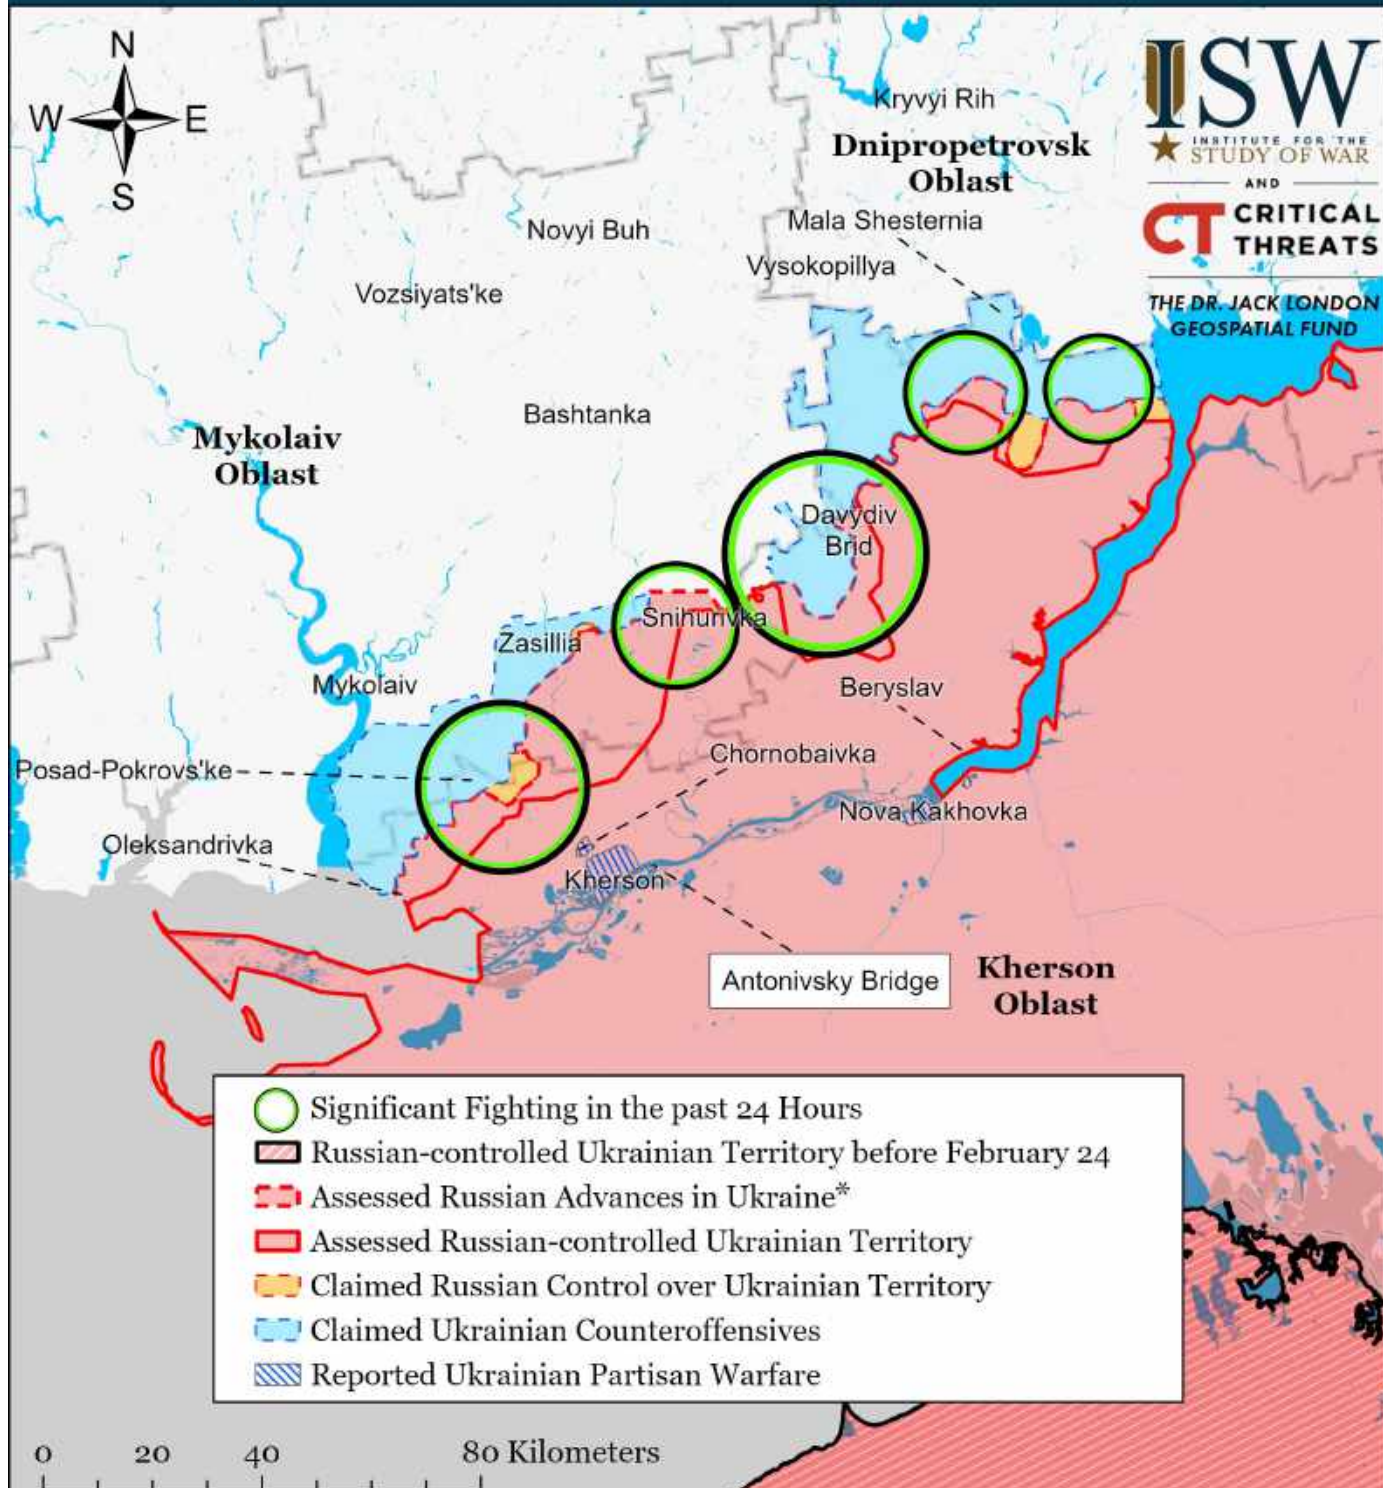 N
W E
S
ISW
INSTITUTE FOR THE
STUDY OF WAR
AND
CT CRITICAL
THREATS
THE DR. JACK LONDON
GEOSPATIAL FUND
Kryvyi Rih
Dnipropetrovsk
Oblast
Mala Shesternia
Novyi Buh
Vysokopillya
Vozsiyats'ke
Bashtanka
Mykolaiv
Oblast
Davydiv
Brid
Snihurivka
Zasillia
Mykolaiv
Beryslav
Chornobaivka
Posad-Pokrovs'ke
Nova Kakhovka
Oleksandrivka
Kherson
Antonivsky Bridge
Kherson
Oblast
Significant Fighting in the past 24 Hours
Russian-controlled Ukrainian Territory before February 24
Assessed Russian Advances in Ukraine*
Assessed Russian-controlled Ukrainian Territory
Claimed Russian Control over Ukrainian Territory
Claimed Ukrainian Counteroffensives
Reported Ukrainian Partisan Warfare
0 20 40 80 Kilometers